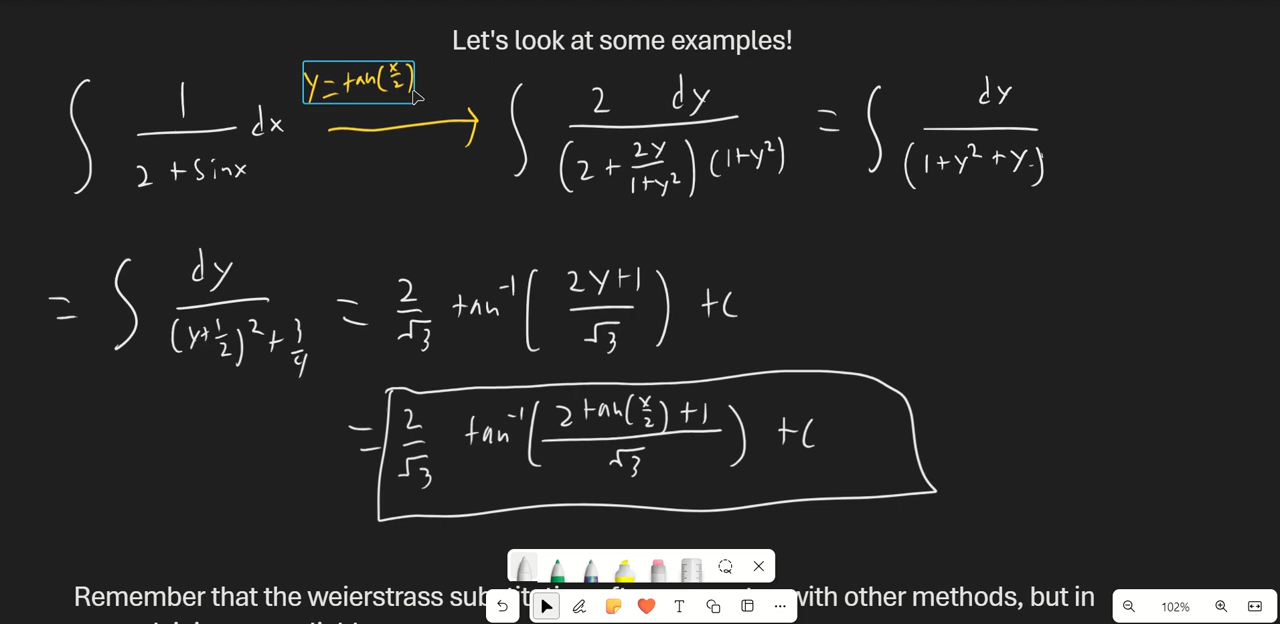 Let's look at some examples!
∫ 1/(2 + sinx) dx y = tan(x/2) → ∫ 2 dy/((2 + 2y/(1+y²)) (1+y²)) = ∫ dy/(1+y² + y)
= ∫ dy/((y+1/2)² + 3/4) = 2/√3 tan⁻¹((2y+1)/√3) + c
= 2/√3 tan⁻¹((2 tan(x/2) + 1)/√3) + c
Remember that the weierstrass with other methods, but in
T ... 102%